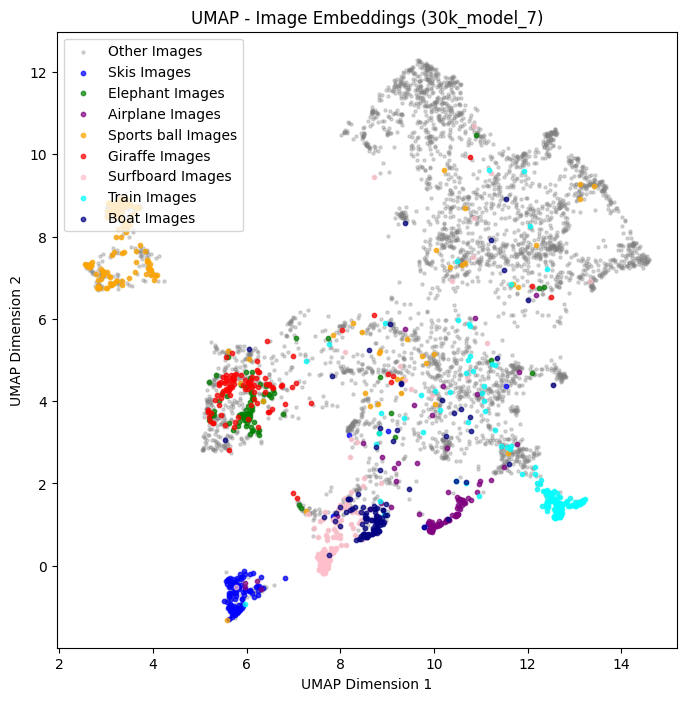 UMAP - Image Embeddings (30k_model_7)
Other Images
Skis Images
Elephant Images
Airplane Images
Sports ball Images
Giraffe Images
Surfboard Images
Train Images
Boat Images
UMAP Dimension 2
12
10
8
6
4
2
0
2
4
6
8
10
12
14
UMAP Dimension 1